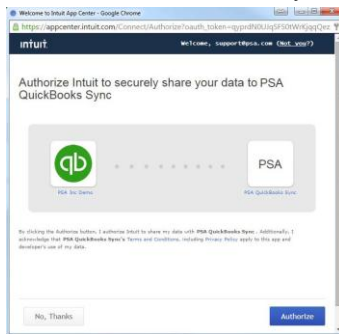 Welcome to Intuit App Center - Google Chrome
https://appcenter.intuit.com/Connect/Authorize?oauth_token=
intuit
Welcome, support@psa.com (Not you?)
Authorize Intuit to securely share your data to PSA
QuickBooks Sync
qb
PSA
PSA Inc Demo
PSA QuickBooks Sync
By clicking the Authorize button, I authorize Intuit to share my data with PSA QuickBooks Sync . Additionally, I
acknowledge that PSA QuickBooks Sync's Terms and Conditions, including Privacy Policy apply to this app and
developer's use of my data.
No, Thanks
Authorize